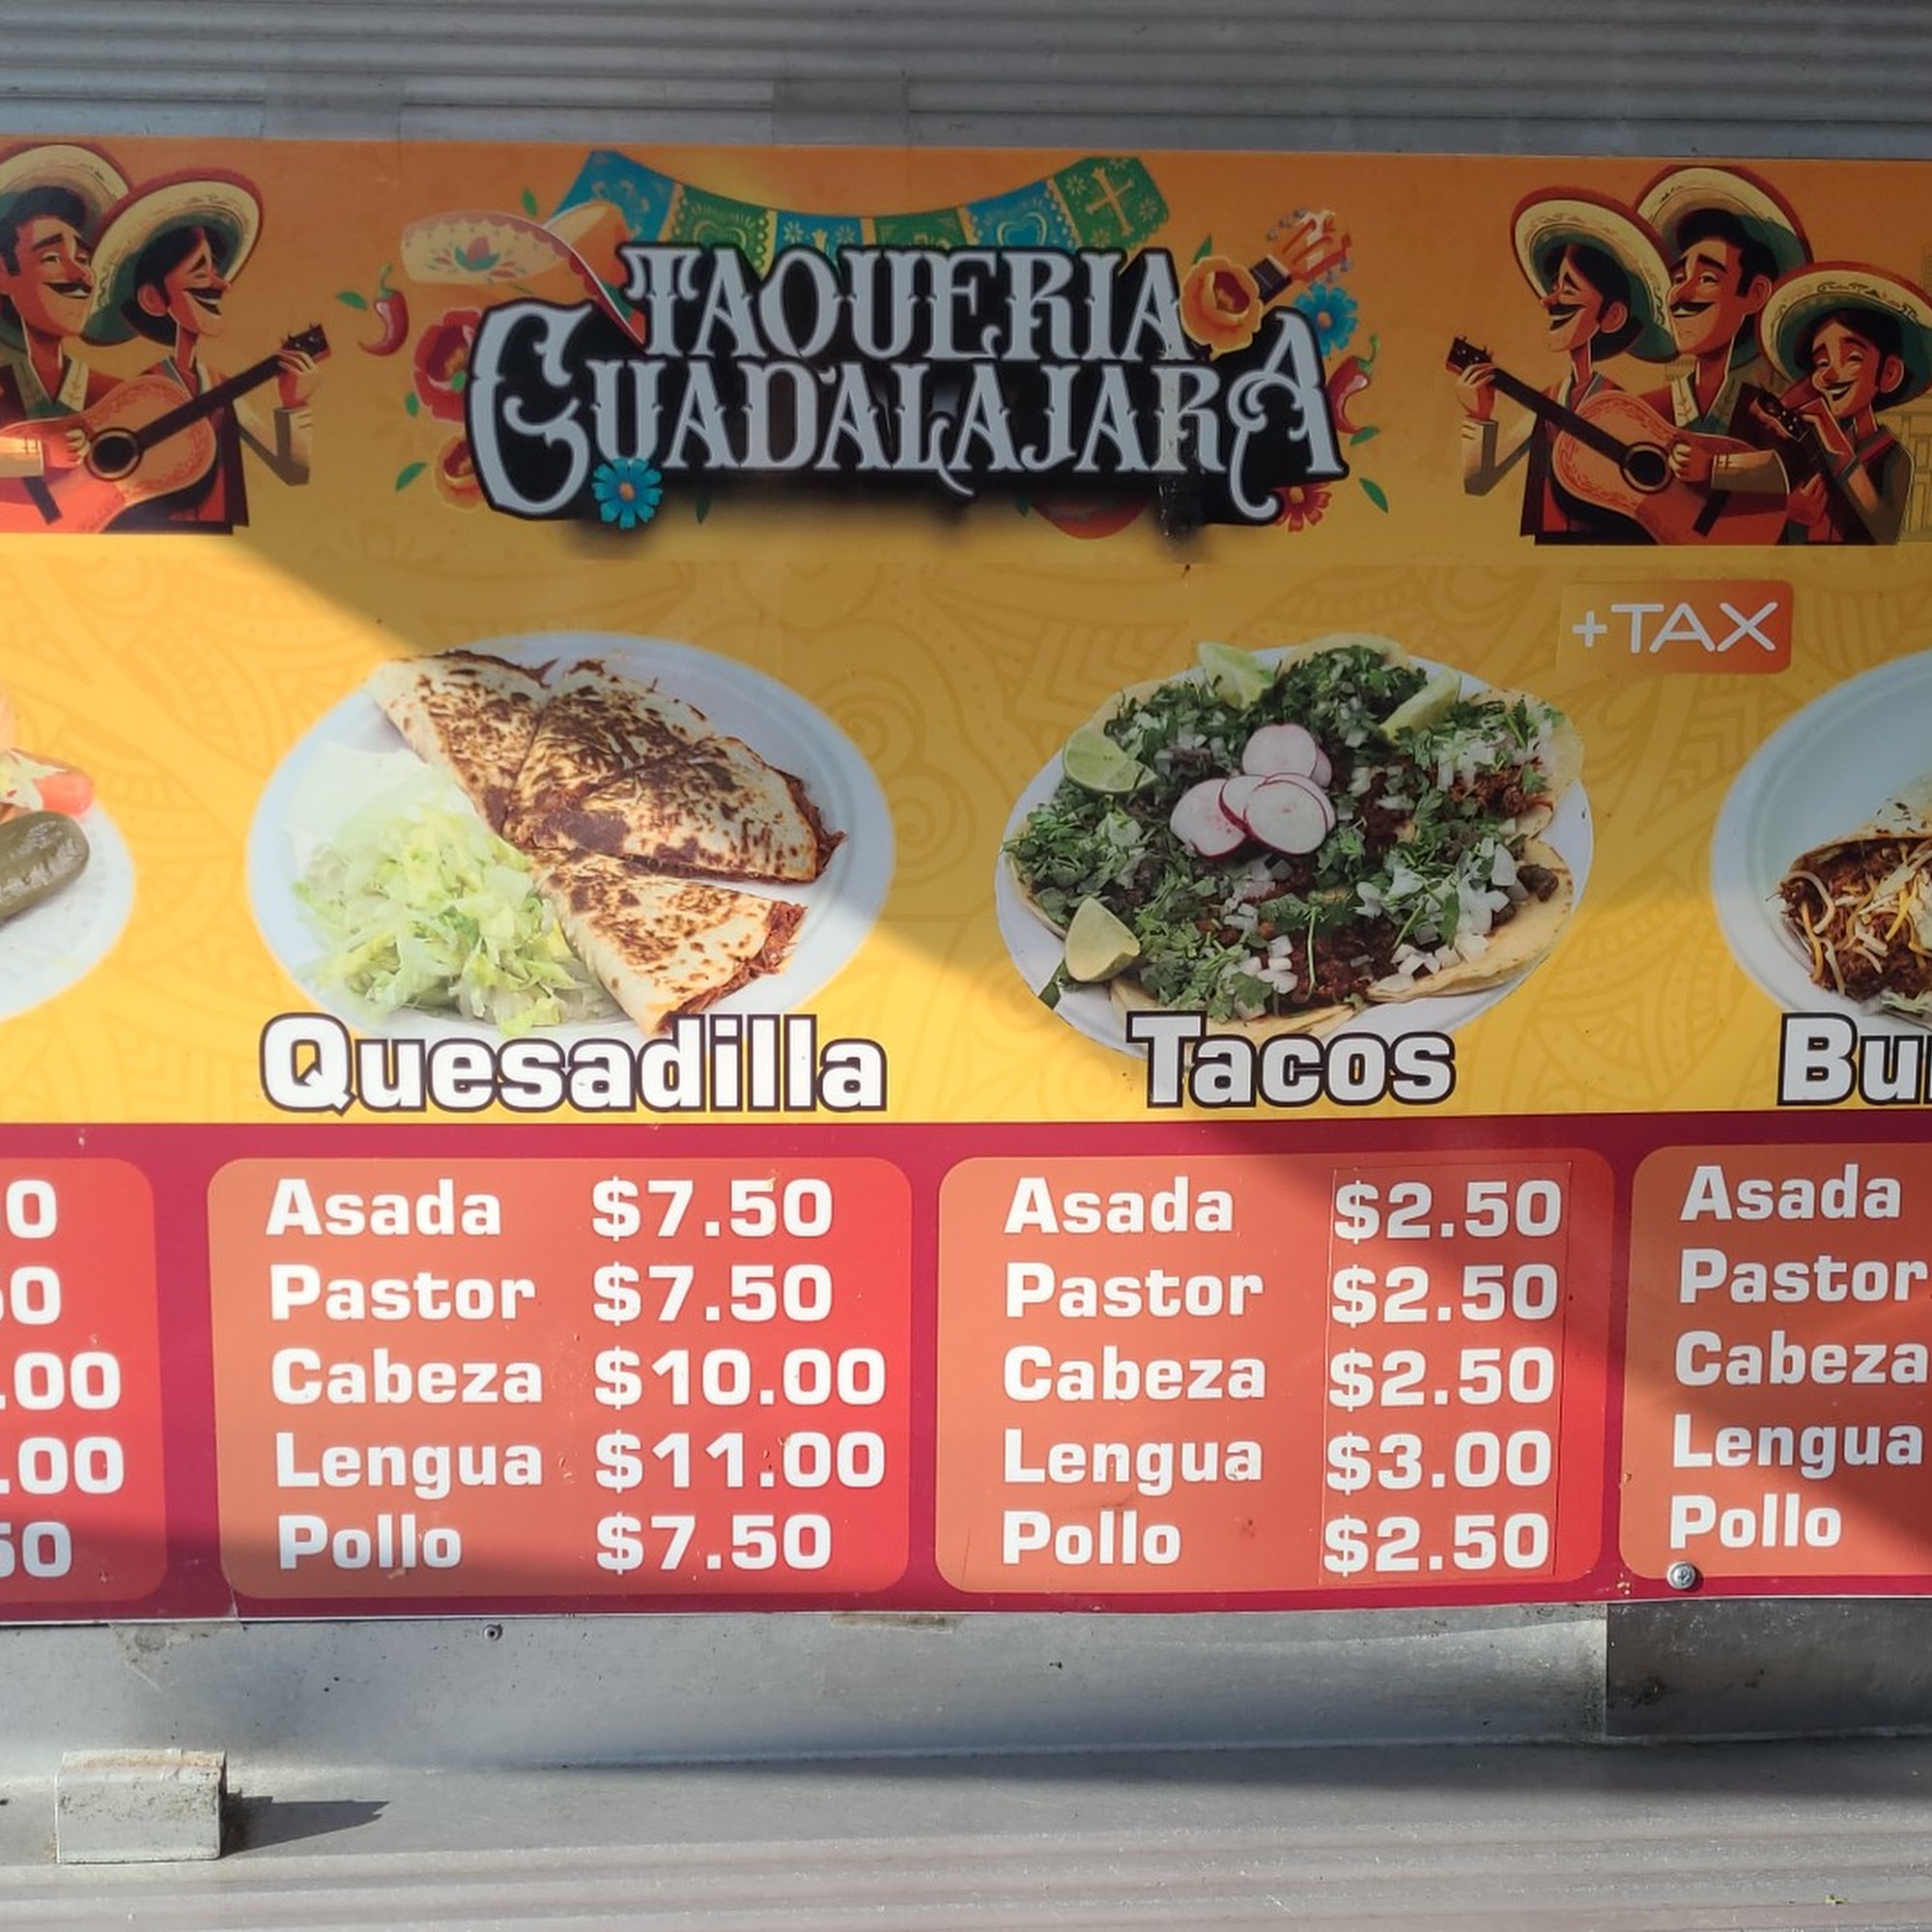 TAQUERIA
GUADALAJARA
+TAX
Quesadilla
Tacos
Asada $7.50
Pastor $7.50
Cabeza $10.00
Lengua $11.00
Pollo $7.50
Asada $2.50
Pastor $2.50
Cabeza $2.50
Lengua $3.00
Pollo $2.50
Asada
Pastor
Cabeza
Lengua
Pollo